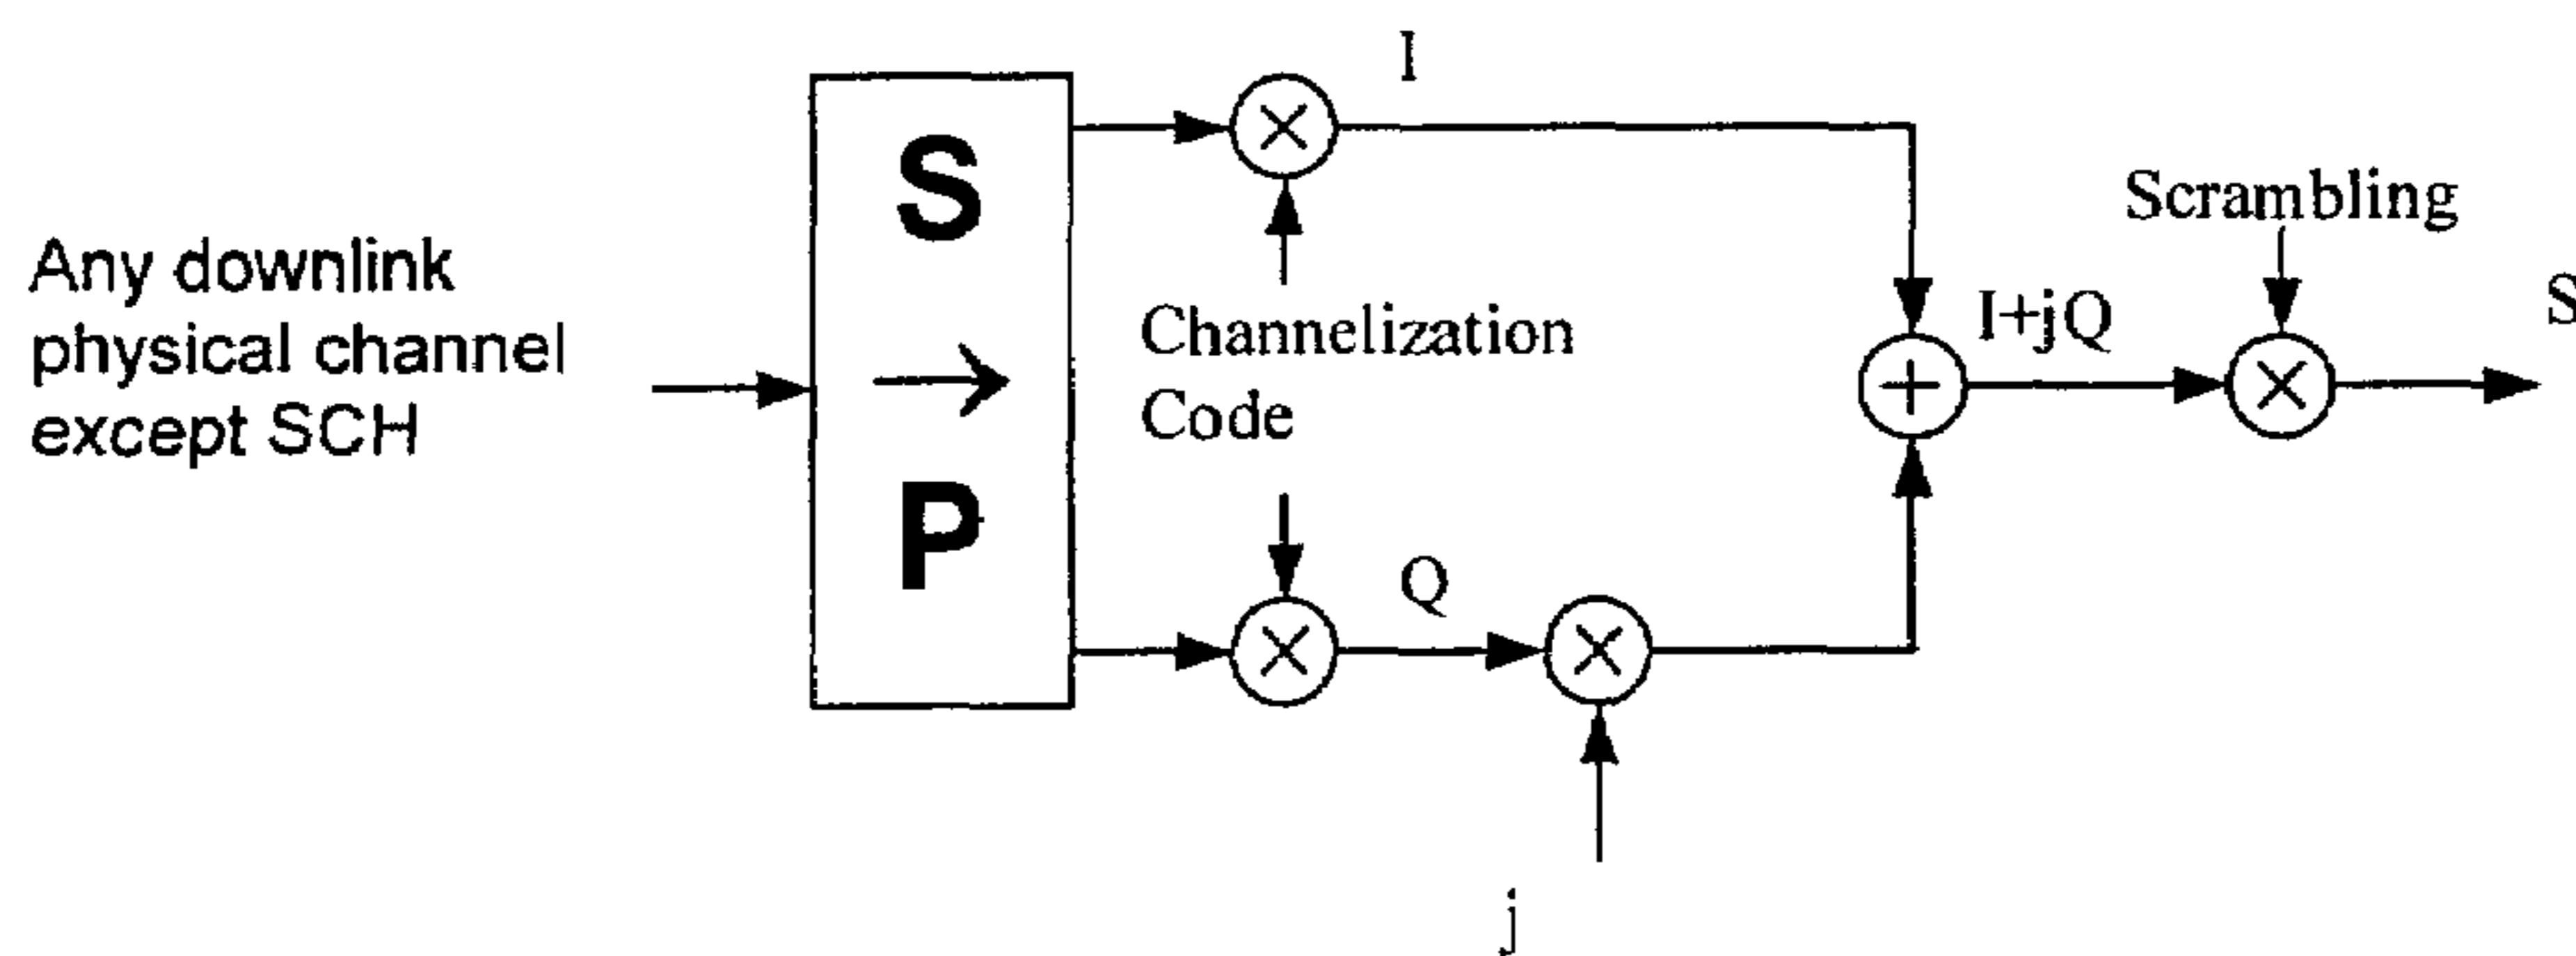 Any downlink
physical channel
except SCH
S
→
P
I
Channelization
Code
Q
j
I+jQ
Scrambling
S